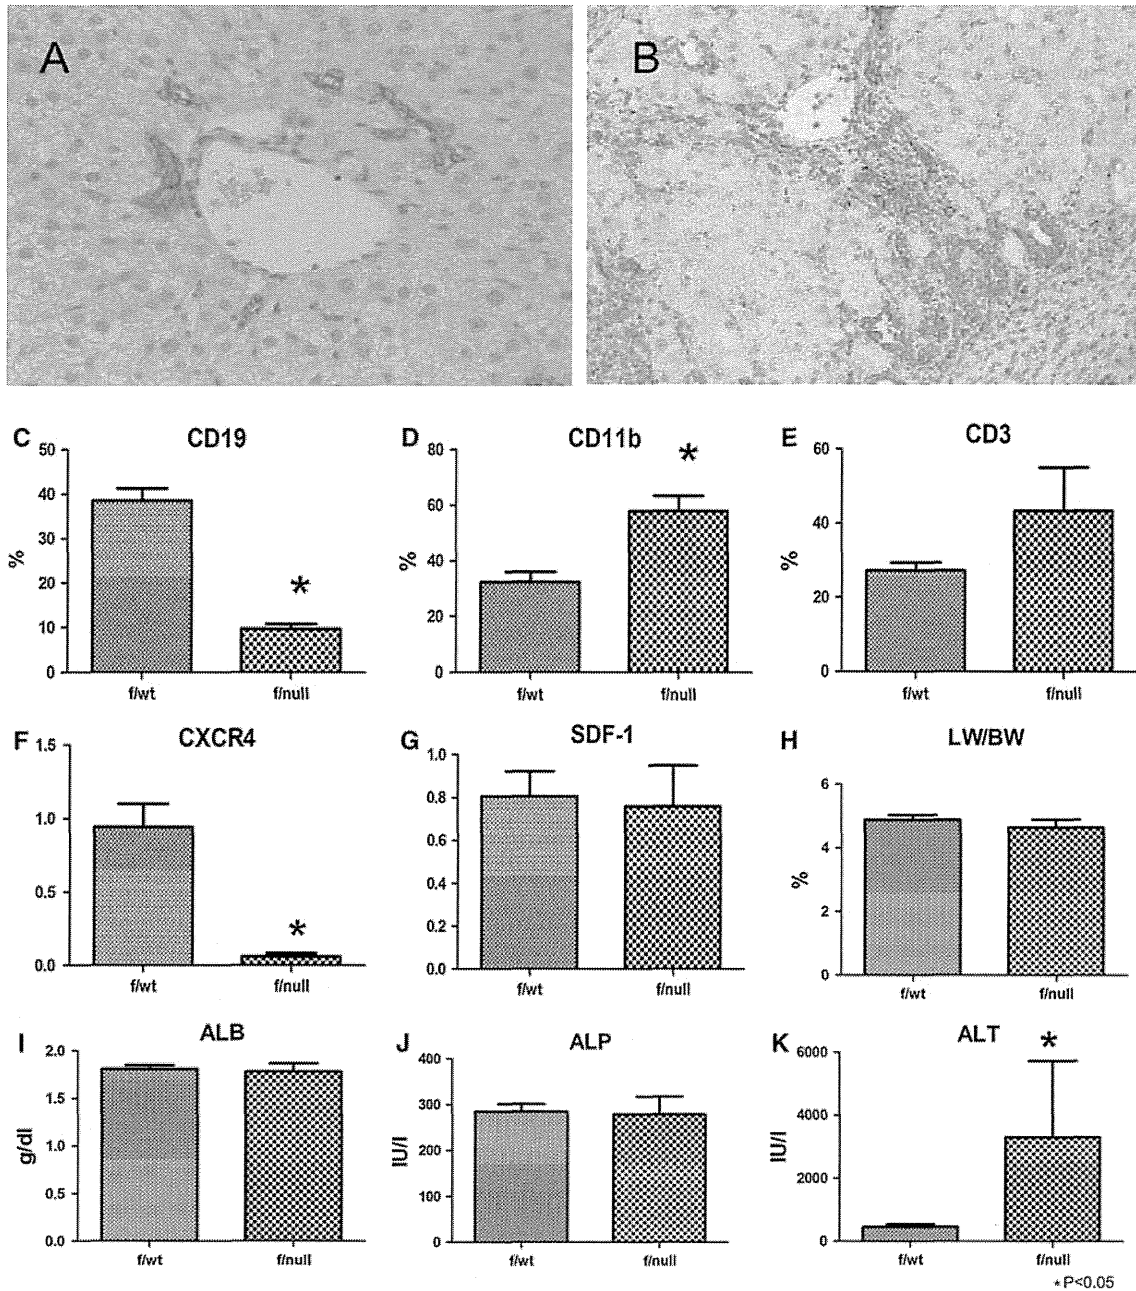 A
B
C CD19
50
40
30
20
10
0
%
*
f/wt f/null
D CD11b
80
60
40
20
0
%
*
f/wt f/null
E CD3
60
40
20
0
%
f/wt f/null
F CXCR4
1.5
1.0
0.5
0.0
*
f/wt f/null
G SDF-1
1.0
0.8
0.6
0.4
0.2
0.0
f/wt f/null
H LW/BW
6
4
2
0
%
f/wt f/null
I ALB
2.0
1.5
1.0
0.5
0.0
g/dl
f/wt f/null
J ALP
400
300
200
100
0
IU/l
f/wt f/null
K ALT
6000
4000
2000
0
IU/l
*
f/wt f/null
*P<0.05